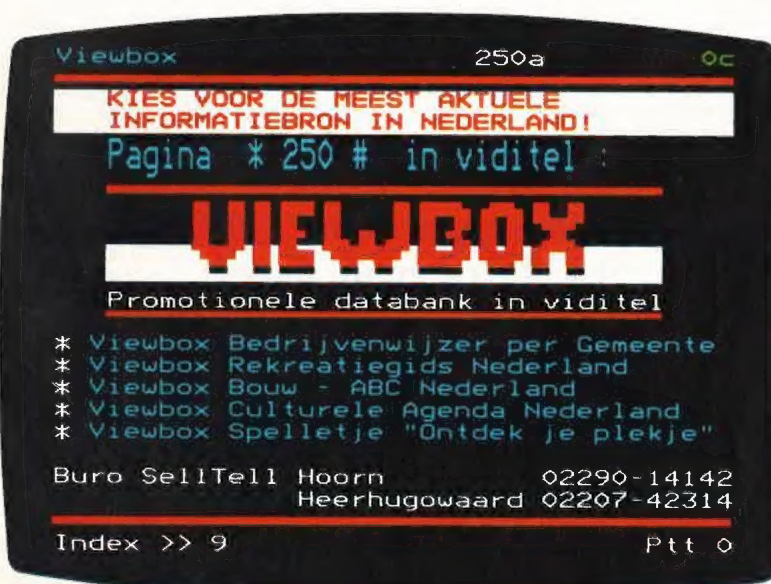 Viewbox 250a 0c
KIES VOOR DE MEEST AKTUELE
INFORMATIEBRON IN NEDERLAND!
Pagina * 250 # in viditel :
VIEWBOX
Promotionele databank in viditel
* Viewbox Bedrijvenwijzer per Gemeente
* Viewbox Rekreatiegids Nederland
* Viewbox Bouw - ABC Nederland
* Viewbox Culturele Agenda Nederland
* Viewbox Spelletje "Ontdek je plekje"
Buro SellTell Hoorn 02290-14142
Heerhugowaard 02207-42314
Index >> 9 Ptt 0